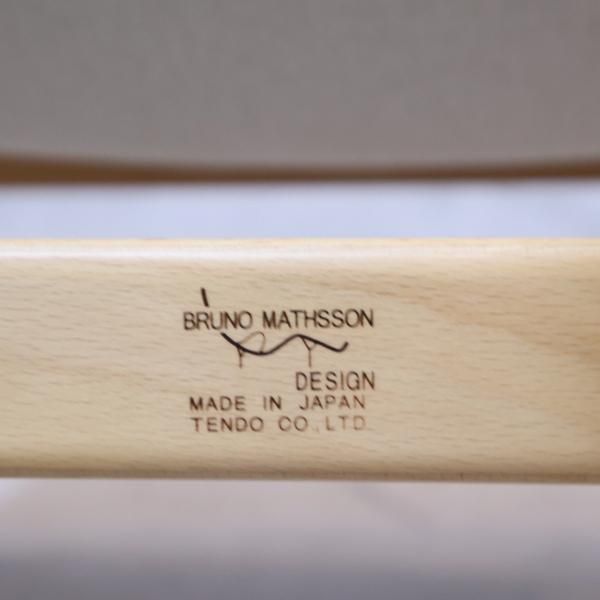 BRUNO MATHSSON
DESIGN
MADE IN JAPAN
TENDO CO.,LTD.